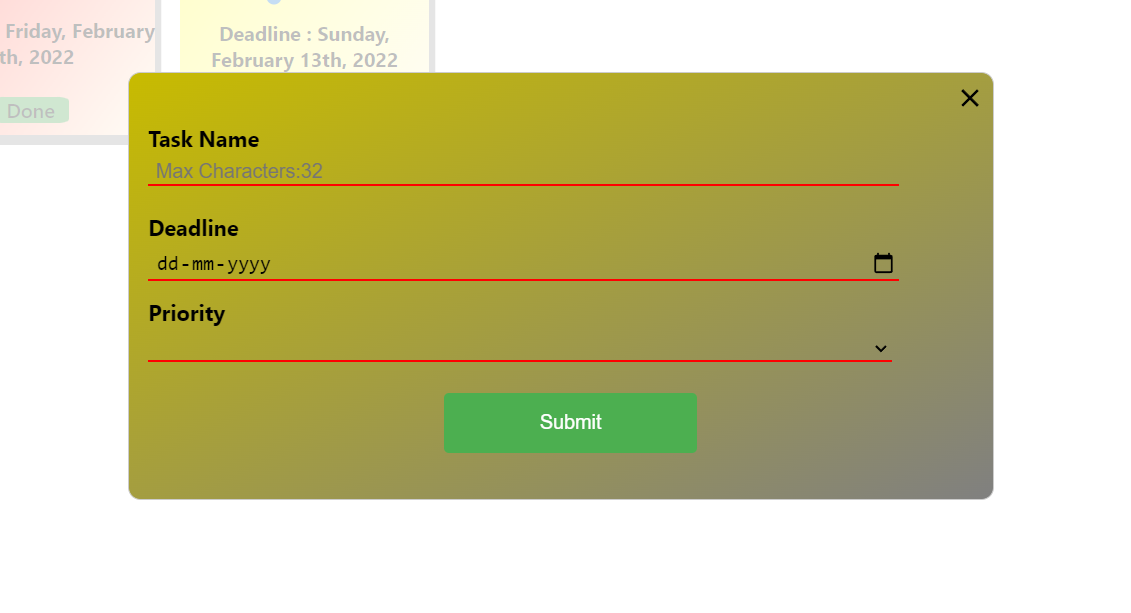 Friday, February
th, 2022
Done
Deadline : Sunday,
February 13th, 2022
Task Name
Max Characters:32
Deadline
dd-mm-yyyy
Priority
Submit